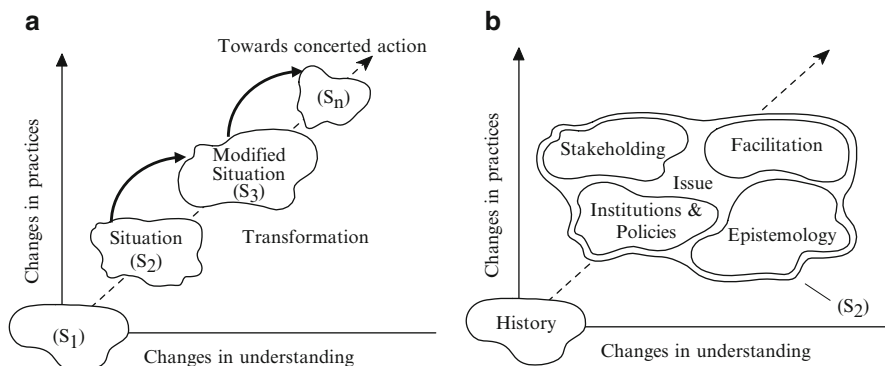 a
Towards concerted action
(Sn)
Changes in practices
Modified
Situation
(S3)
Situation
(S2)
Transformation
(S1)
Changes in understanding
b
Changes in practices
Stakeholding
Facilitation
Issue
Institutions &
Policies
Epistemology
(S2)
History
Changes in understanding